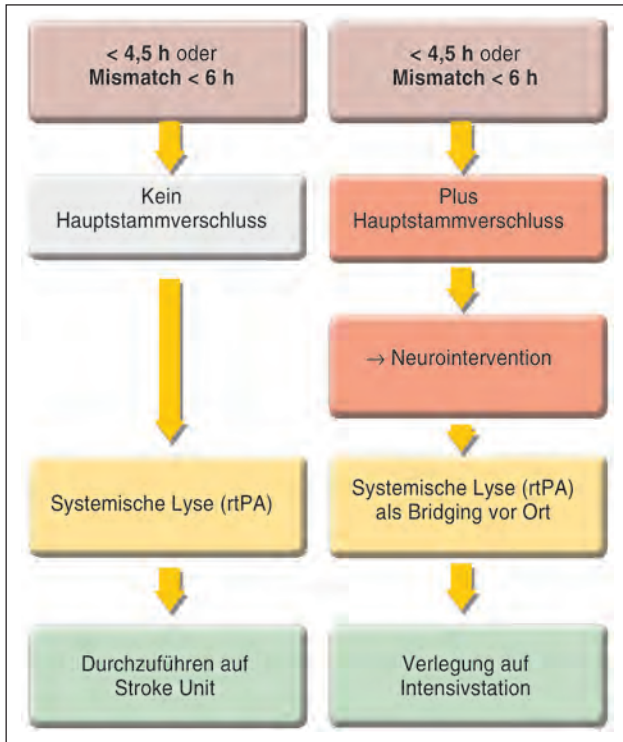 < 4,5 h oder
Mismatch < 6 h
Kein
Hauptstammverschluss
Systemische Lyse (rtPA)
Durchzuführen auf
Stroke Unit
< 4,5 h oder
Mismatch < 6 h
Plus
Hauptstammverschluss
→ Neurointervention
Systemische Lyse (rtPA)
als Bridging vor Ort
Verlegung auf
Intensivstation